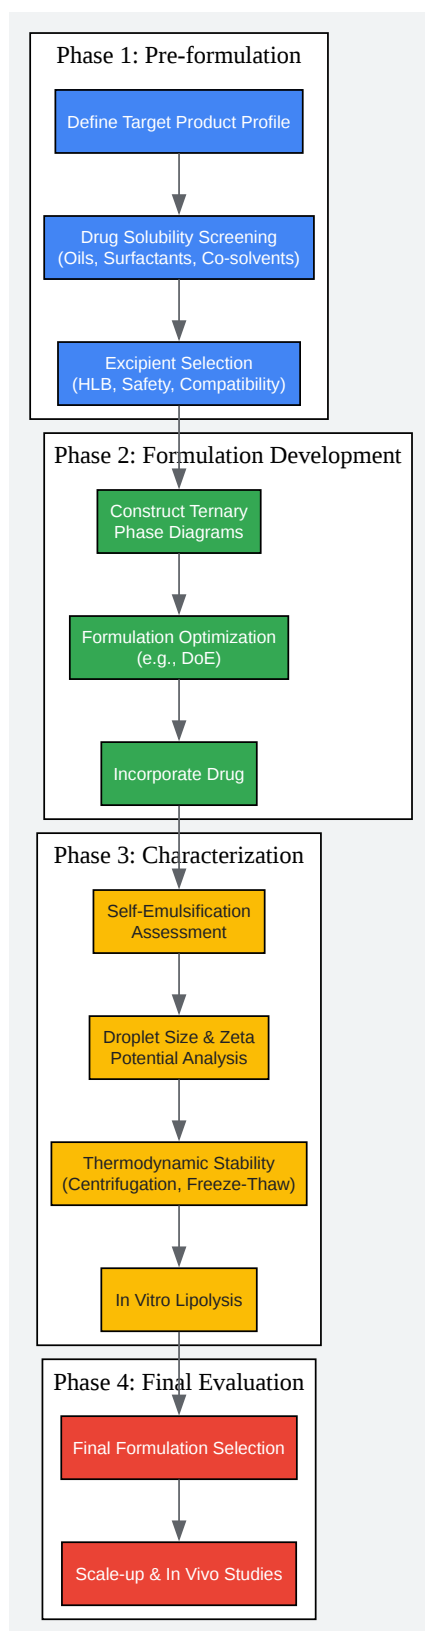 Phase 1: Pre-formulation
Define Target Product Profile
Drug Solubility Screening
(Oils, Surfactants, Co-solvents)
Excipient Selection
(HLB, Safety, Compatibility)
Phase 2: Formulation Development
Construct Ternary
Phase Diagrams
Formulation Optimization
(e.g., DoE)
Incorporate Drug
Phase 3: Characterization
Self-Emulsification
Assessment
Droplet Size & Zeta
Potential Analysis
Thermodynamic Stability
(Centrifugation, Freeze-Thaw)
In Vitro Lipolysis
Phase 4: Final Evaluation
Final Formulation Selection
Scale-up & In Vivo Studies